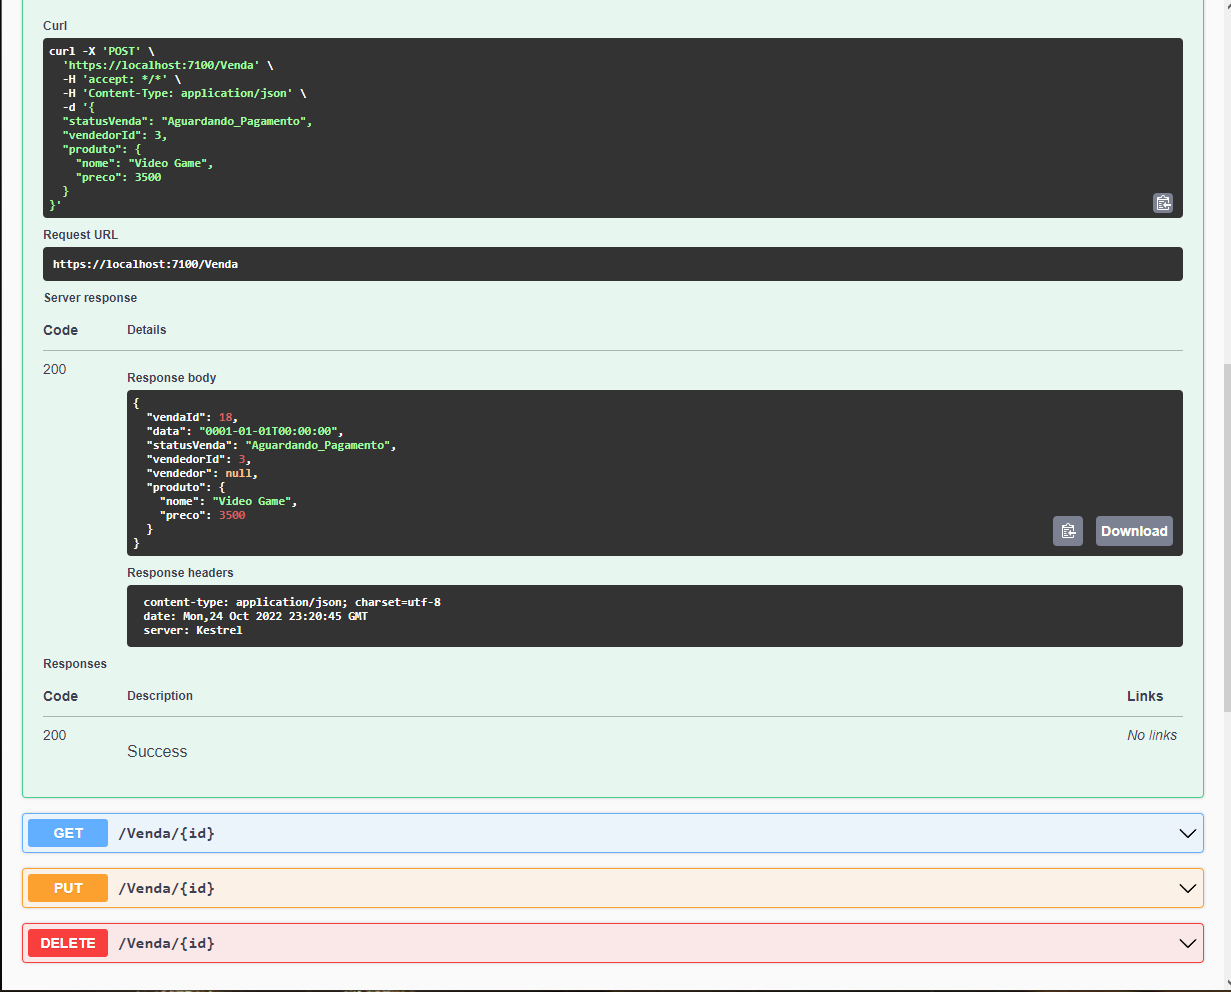 Curl
curl -X 'POST' \
'https://localhost:7100/Venda' \
-H 'accept: */*' \
-H 'Content-Type: application/json' \
-d '{
"statusVenda": "Aguardando_Pagamento",
"vendedorId": 3,
"produto": {
"nome": "Video Game",
"preco": 3500
}
}'
Request URL
https://localhost:7100/Venda
Server response
Code Details
200
Response body
{
"vendaId": 18,
"data": "0001-01-01T00:00:00",
"statusVenda": "Aguardando_Pagamento",
"vendedorId": 3,
"vendedor": null,
"produto": {
"nome": "Video Game",
"preco": 3500
}
}
Download
Response headers
content-type: application/json; charset=utf-8
date: Mon,24 Oct 2022 23:20:45 GMT
server: Kestrel
Responses
Code Description Links
200 No links
Success
GET /Venda/{id}
PUT /Venda/{id}
DELETE /Venda/{id}